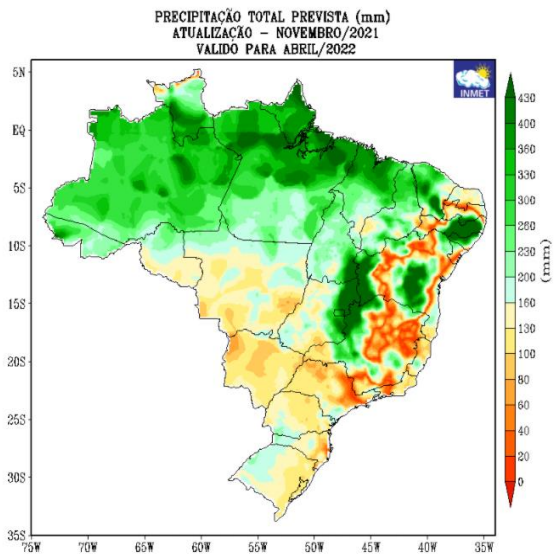 PRECIPITAÇÃO TOTAL PREVISTA (mm)
ATUALIZAÇÃO - NOVEMBRO/2021
VALIDO PARA ABRIL/2022
INMET
5N
EQ
5S
10S
15S
20S
25S
30S
35S
75W
70W
65W
60W
55W
50W
45W
40W
35W
430
400
360
330
300
260
230
200
160
130
100
80
60
40
20
0
(mm)